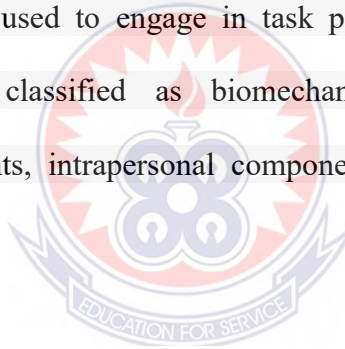 used to engage in task p
classified as biomechan
ts, intrapersonal compone
EDUCATION FOR SERVICE